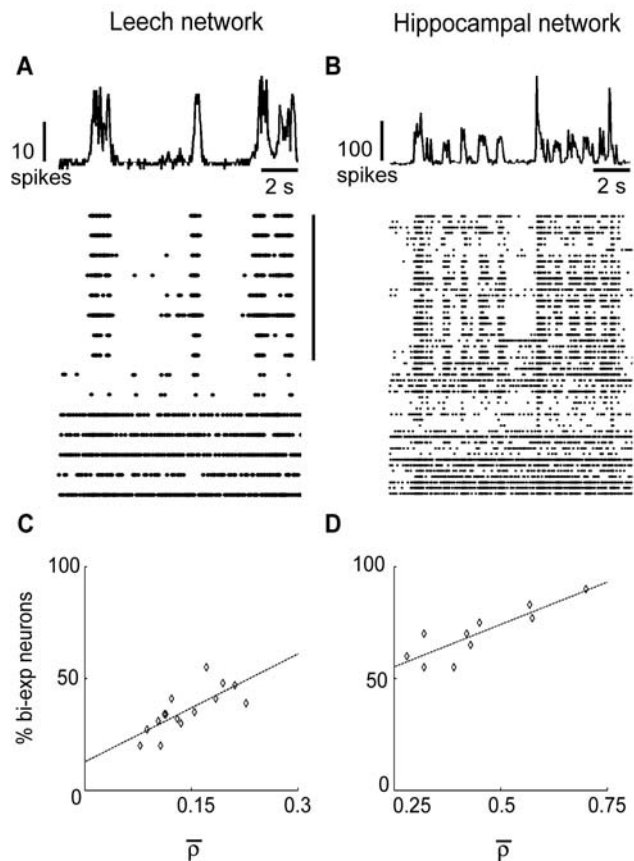 Leech network
Hippocampal network
A
B
10
spikes
2 s
100
spikes
2 s
C
D
% bi-exp neurons
100
50
0
0.15
0.3
ρ̅
100
50
0
0.25
0.5
0.75
ρ̅